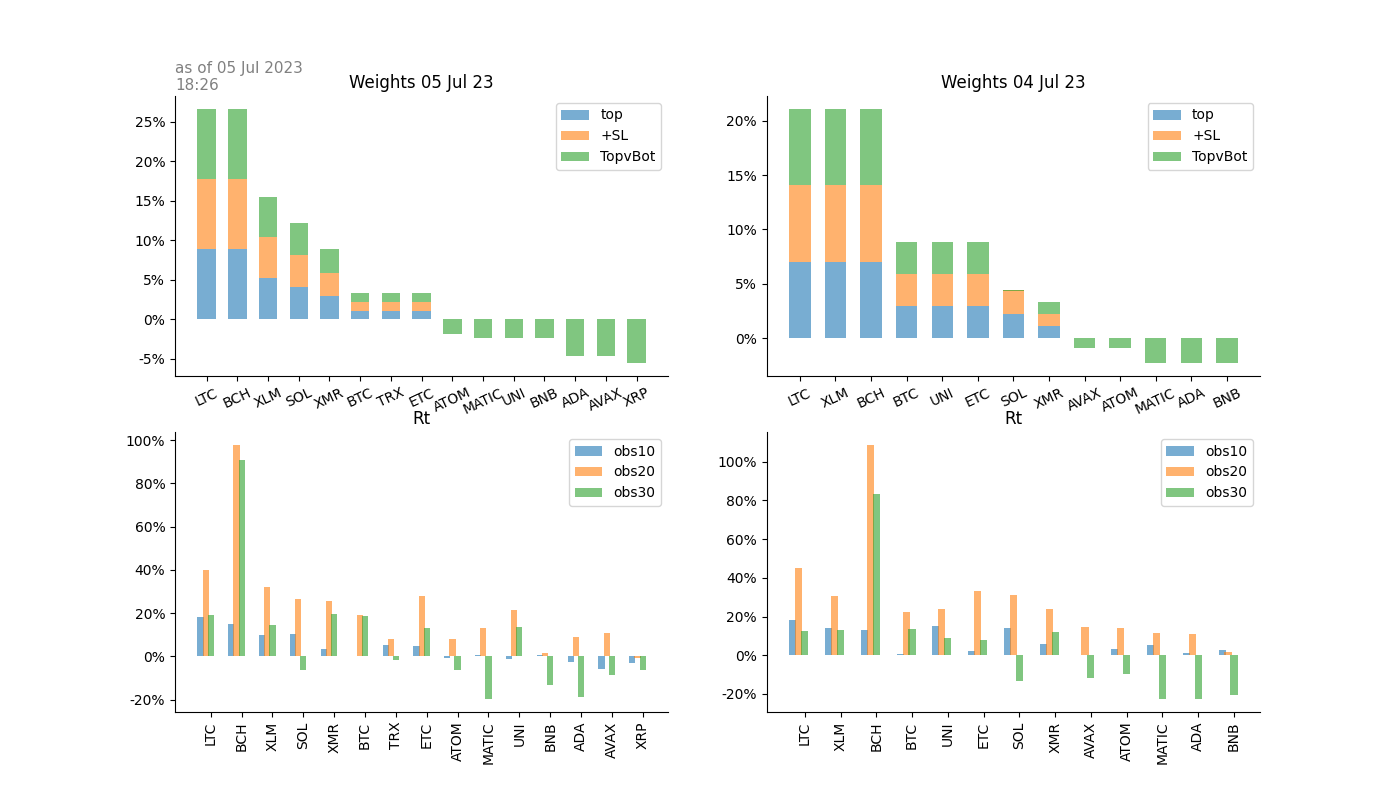 as of 05 Jul 2023
18:26
Weights 05 Jul 23
25%
20%
15%
10%
5%
0%
-5%
top
+SL
TopvBot
LTC BCH XLM SOL XMR BTC TRX ETC ATOM MATIC UNI BNB ADA AVAX XRP
Weights 04 Jul 23
20%
15%
10%
5%
0%
top
+SL
TopvBot
LTC XLM BCH BTC UNI ETC SOL XMR AVAX ATOM MATIC ADA BNB
Rt
100%
80%
60%
40%
20%
0%
-20%
obs10
obs20
obs30
LTC BCH XLM SOL XMR BTC TRX ETC ATOM MATIC UNI BNB ADA AVAX XRP
Rt
100%
80%
60%
40%
20%
0%
-20%
obs10
obs20
obs30
LTC XLM BCH BTC UNI ETC SOL XMR AVAX ATOM MATIC ADA BNB